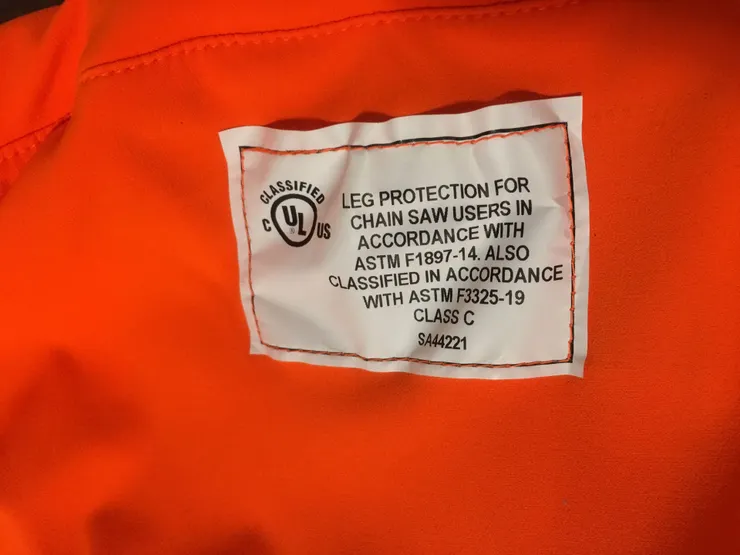 CLASSIFIED
C UL US
®
LEG PROTECTION FOR
CHAIN SAW USERS IN
ACCORDANCE WITH
ASTM F1897-14. ALSO
CLASSIFIED IN ACCORDANCE
WITH ASTM F3325-19
CLASS C
SA44221